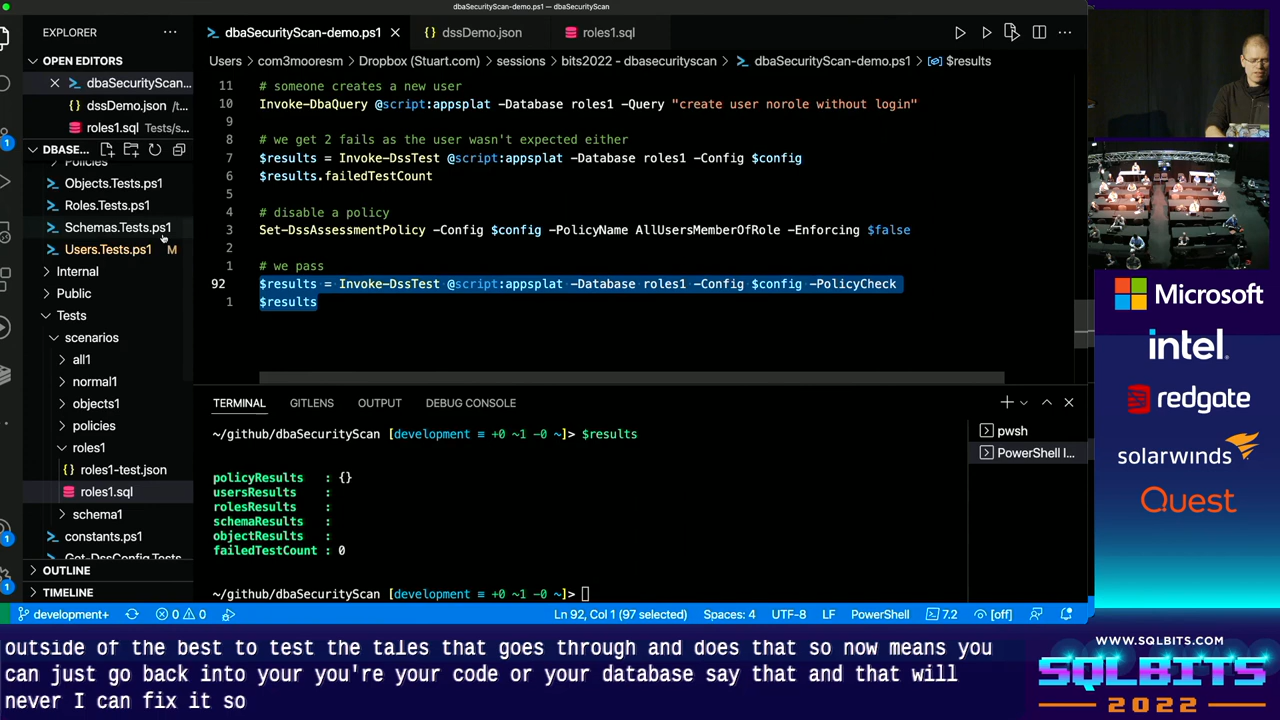 dbaSecurityScan-demo.ps1 — dbaSecurityScan
EXPLORER
dbaSecurityScan-demo.ps1
dssDemo.json
roles1.sql
OPEN EDITORS
Users > com3mooresm > Dropbox (Stuart.com) > sessions > bits2022 - dbasecurityscan > dbaSecurityScan-demo.ps1 > $results
dbaSecurityScan...
dssDemo.json /t...
roles1.sql Tests/s...
DBASE...
Policies
Objects.Tests.ps1
Roles.Tests.ps1
Schemas.Tests.ps1
Users.Tests.ps1 M
Internal
Public
Tests
scenarios
all1
normal1
objects1
policies
roles1
roles1-test.json
roles1.sql
schema1
constants.ps1
Get-DssConfig.Tests
OUTLINE
TIMELINE
11 # someone creates a new user
10 Invoke-DbaQuery @script:appsplat -Database roles1 -Query "create user norole without login"
9
8 # we get 2 fails as the user wasn't expected either
7 $results = Invoke-DssTest @script:appsplat -Database roles1 -Config $config
6 $results.failedTestCount
5
4 # disable a policy
3 Set-DssAssessmentPolicy -Config $config -PolicyName AllUsersMemberOfRole -Enforcing $false
2
1 # we pass
92 $results = Invoke-DssTest @script:appsplat -Database roles1 -Config $config -PolicyCheck
1 $results
TERMINAL GITLENS OUTPUT DEBUG CONSOLE
~/github/dbaSecurityScan [development ≡ +0 ~1 -0 ~]> $results
policyResults : {}
usersResults :
rolesResults :
schemaResults :
objectResults :
failedTestCount : 0
~/github/dbaSecurityScan [development ≡ +0 ~1 -0 ~]>
pwsh
PowerShell I...
development+ 0 0 Ln 92, Col 1 (97 selected) Spaces: 4 UTF-8 LF PowerShell 7.2 [off]
Microsoft
intel.
redgate
solarwinds
Quest
outside of the best to test the tales that goes through and does that so now means you
can just go back into your you're your code or your database say that and that will
never I can fix it so
WWW.SQLBITS.COM
SQLBITS
2022